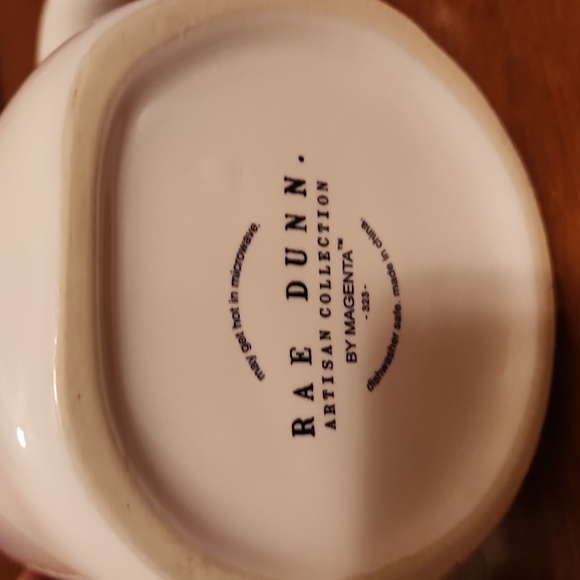 may get hot in microwave.
RAE DUNN.
ARTISAN COLLECTION
BY MAGENTA™
- 323 -
dishwasher safe. made in china.